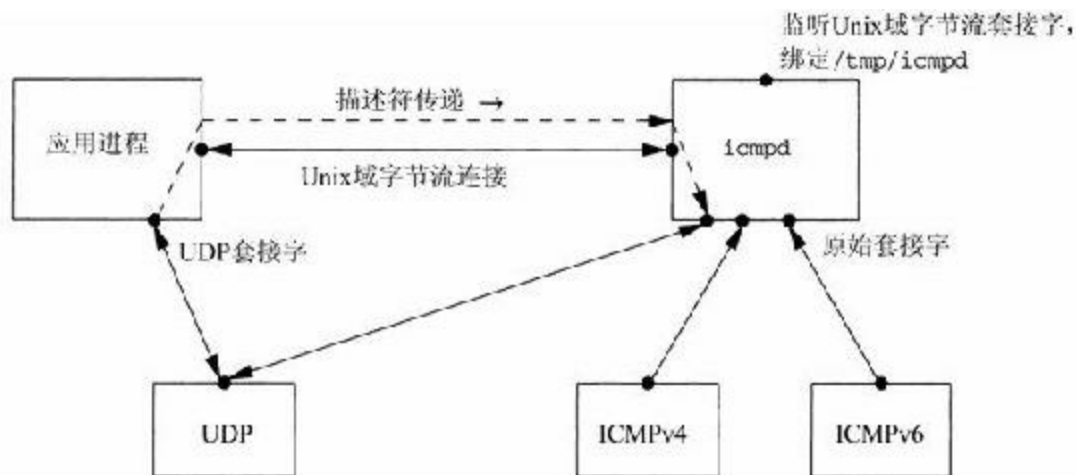 监听Unix域字节流套接字，
绑定/tmp/icmpd
描述符传递 →
应用进程
icmpd
Unix域字节流连接
UDP套接字
原始套接字
UDP
ICMPv4
ICMPv6